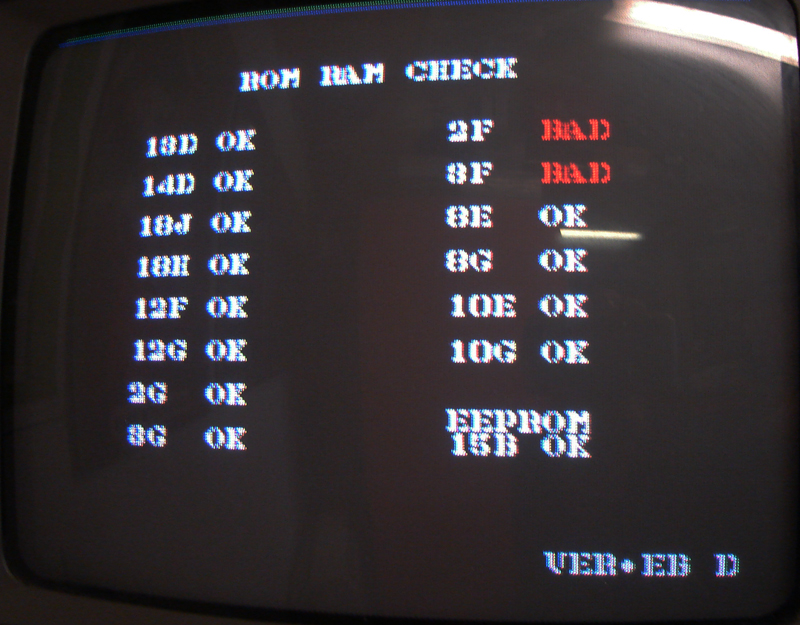 ROM RAM CHECK
13D OK
14D OK
18J OK
18H OK
12F OK
12G OK
2G OK
8G OK
2F BAD
8F BAD
8E OK
8G OK
10E OK
10G OK
EEPROM
15B OK
VER•EB D